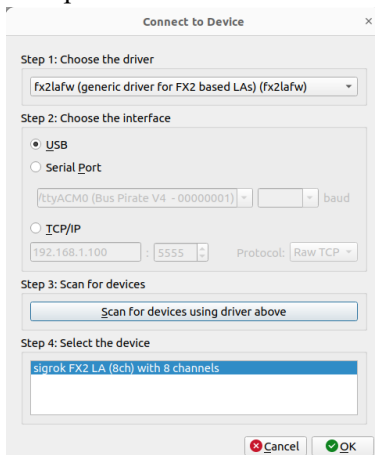 Connect to Device
×
Step 1: Choose the driver
fx2lafw (generic driver for FX2 based LAs) (fx2lafw)
Step 2: Choose the interface
USB
Serial Port
/ttyACM0 (Bus Pirate V4 - 00000001) baud
TCP/IP
192.168.1.100 : 5555 Protocol: Raw TCP
Step 3: Scan for devices
Scan for devices using driver above
Step 4: Select the device
sigrok FX2 LA (8ch) with 8 channels
Cancel OK